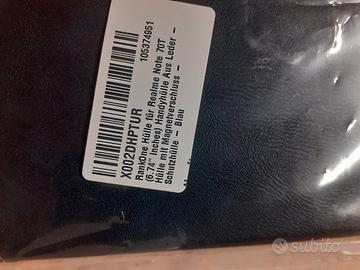 105374951
X002DHPTUR
RankOne Hülle für Realme Note 70T
(6.74" Inches) Handyhülle Aus Leder –
Hülle mit Magnetverschluss –
Schutzhülle – Blau
subito